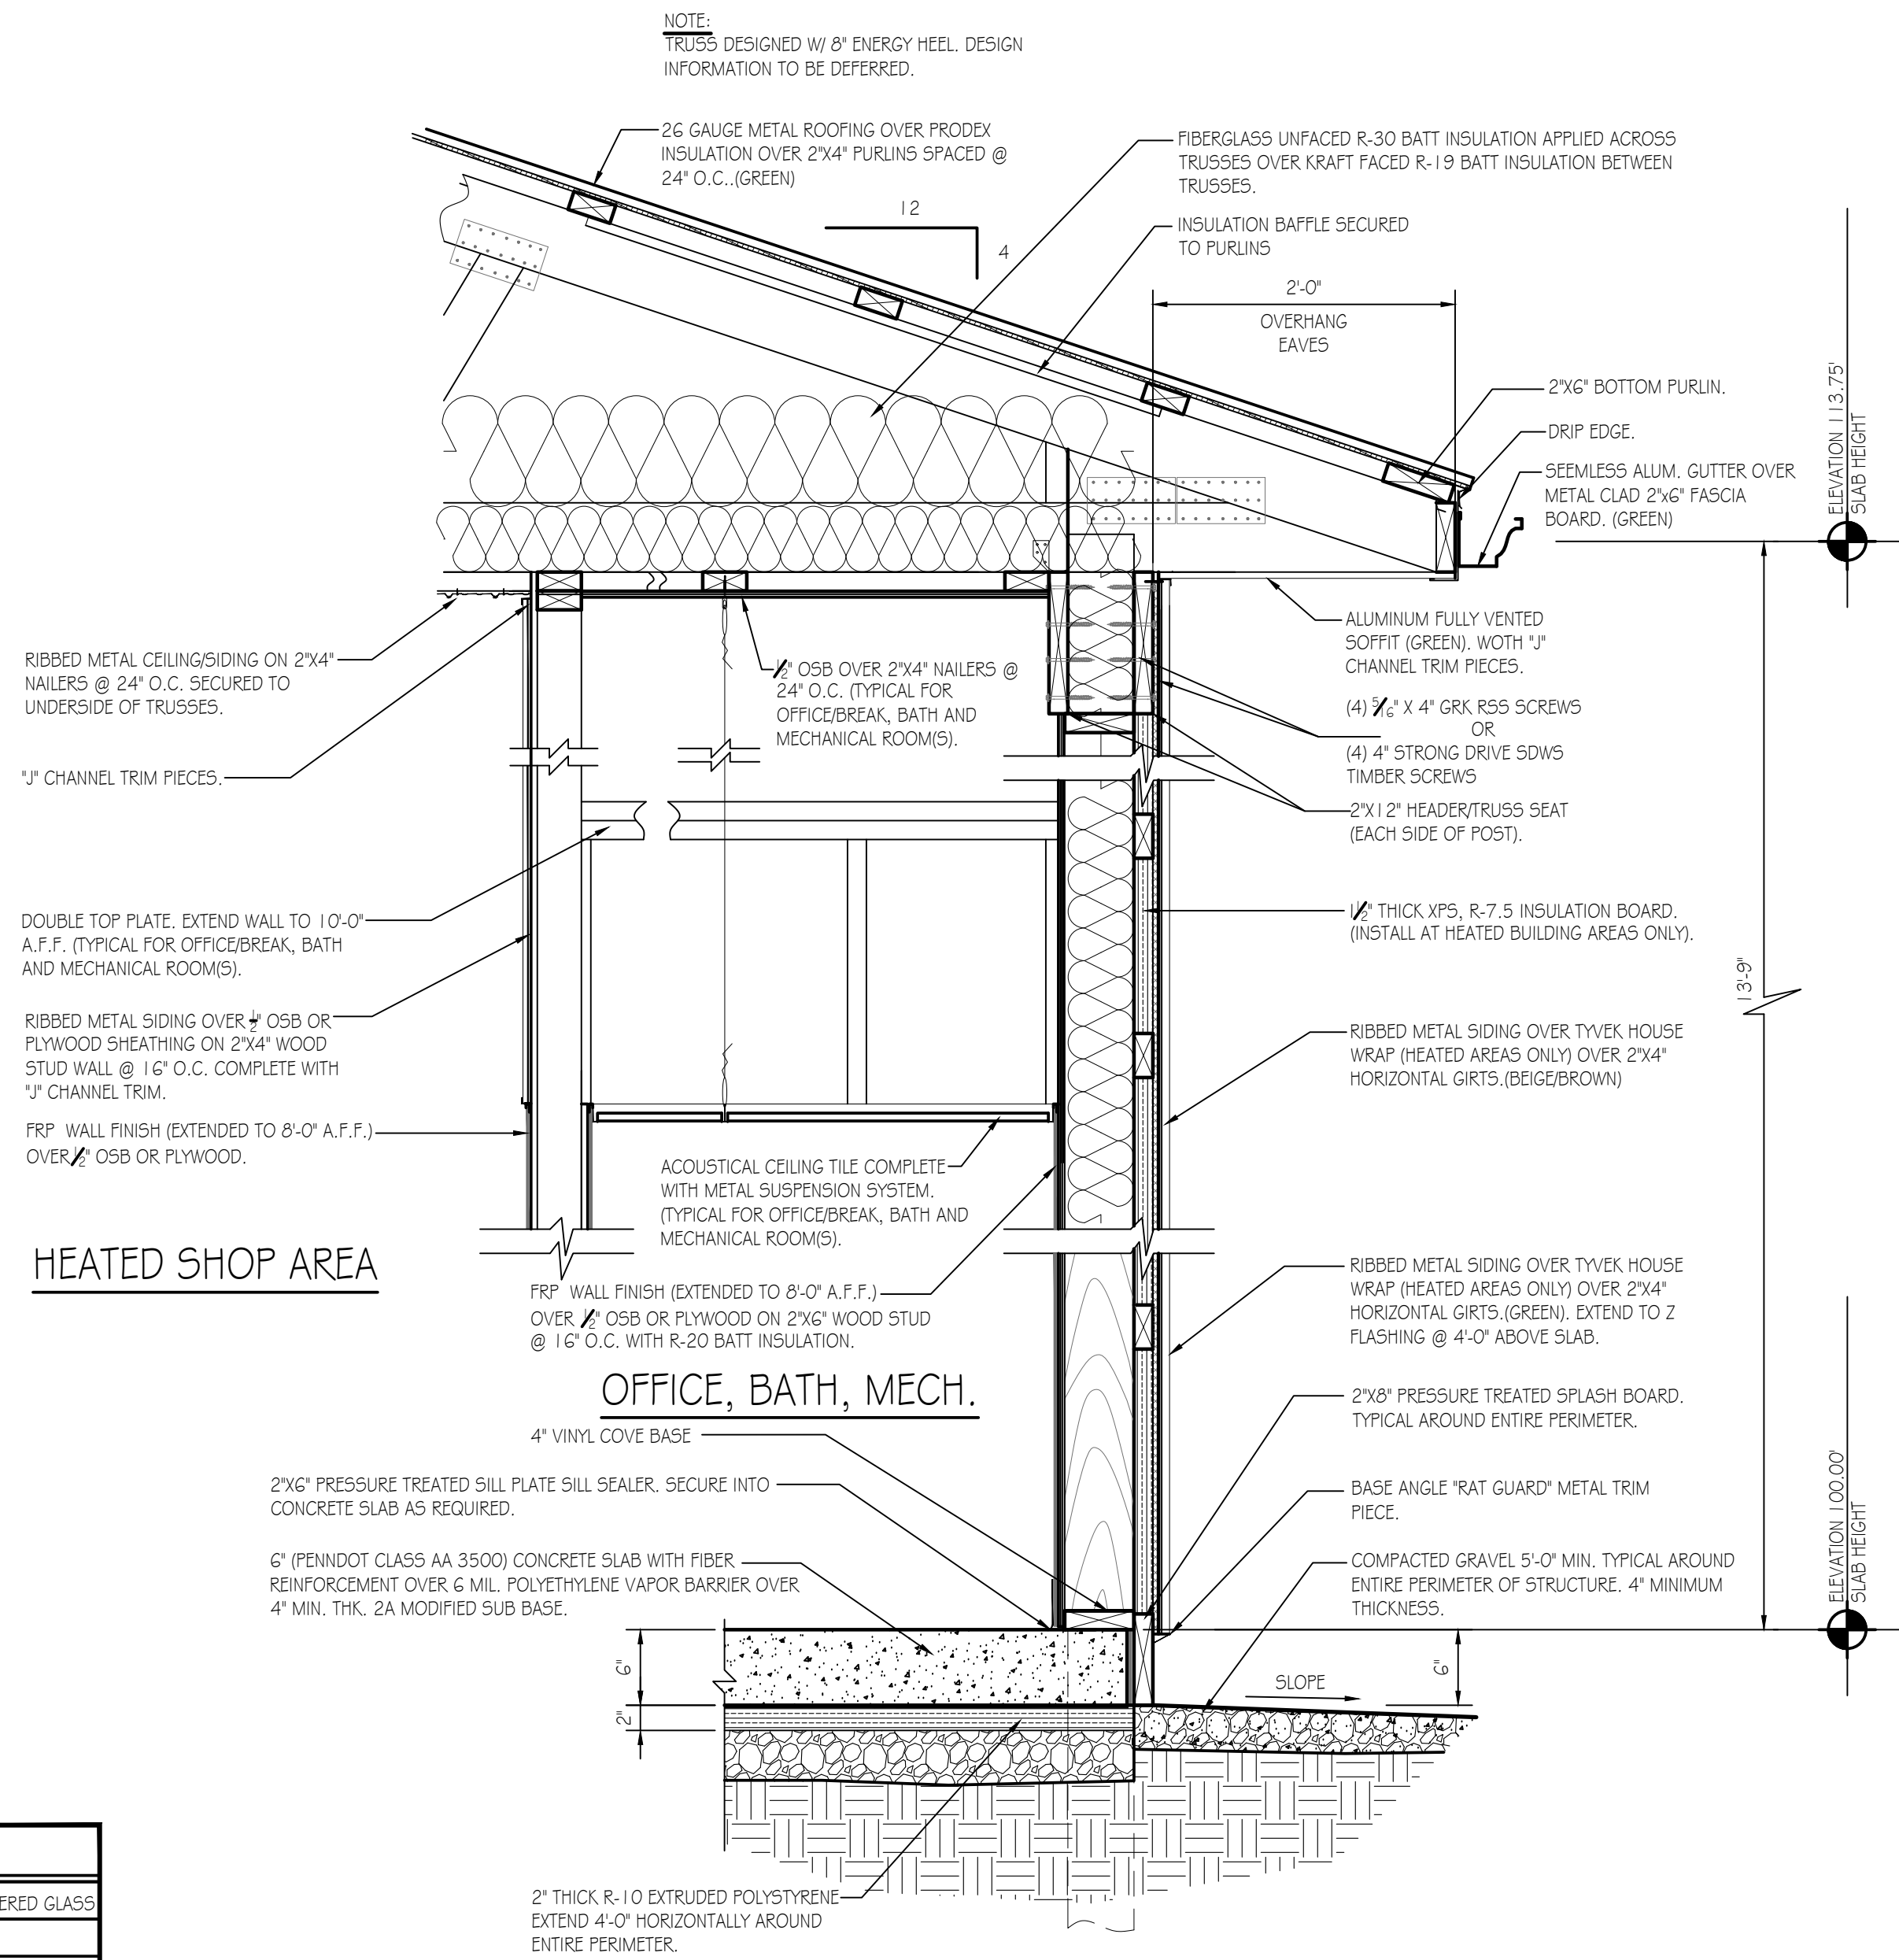 NOTE:
TRUSS DESIGNED W/ 8" ENERGY HEEL. DESIGN
INFORMATION TO BE DEFERRED.
26 GAUGE METAL ROOFING OVER PRODEX
INSULATION OVER 2"X4" PURLINS SPACED @
24" O.C..(GREEN)
FIBERGLASS UNFACED R-30 BATT INSULATION APPLIED ACROSS
TRUSSES OVER KRAFT FACED R-19 BATT INSULATION BETWEEN
TRUSSES.
12
4
INSULATION BAFFLE SECURED
TO PURLINS
2'-0"
OVERHANG
EAVES
2"X6" BOTTOM PURLIN.
DRIP EDGE.
SEEMLESS ALUM. GUTTER OVER
METAL CLAD 2"x6" FASCIA
BOARD. (GREEN)
ELEVATION 113.75'
SLAB HEIGHT
RIBBED METAL CEILING/SIDING ON 2"X4"
NAILERS @ 24" O.C. SECURED TO
UNDERSIDE OF TRUSSES.
"J" CHANNEL TRIM PIECES.
1/2" OSB OVER 2"X4" NAILERS @
24" O.C. (TYPICAL FOR
OFFICE/BREAK, BATH AND
MECHANICAL ROOM(S).
ALUMINUM FULLY VENTED
SOFFIT (GREEN). WOTH "J"
CHANNEL TRIM PIECES.
(4) 5/16" X 4" GRK RSS SCREWS
OR
(4) 4" STRONG DRIVE SDWS
TIMBER SCREWS
2"X12" HEADER/TRUSS SEAT
(EACH SIDE OF POST).
DOUBLE TOP PLATE. EXTEND WALL TO 10'-0"
A.F.F. (TYPICAL FOR OFFICE/BREAK, BATH
AND MECHANICAL ROOM(S).
1 1/2" THICK XPS, R-7.5 INSULATION BOARD.
(INSTALL AT HEATED BUILDING AREAS ONLY).
13'-9"
RIBBED METAL SIDING OVER 1/2" OSB OR
PLYWOOD SHEATHING ON 2"X4" WOOD
STUD WALL @ 16" O.C. COMPLETE WITH
"J" CHANNEL TRIM.
RIBBED METAL SIDING OVER TYVEK HOUSE
WRAP (HEATED AREAS ONLY) OVER 2"X4"
HORIZONTAL GIRTS.(BEIGE/BROWN)
FRP WALL FINISH (EXTENDED TO 8'-0" A.F.F.)
OVER 1/2" OSB OR PLYWOOD.
ACOUSTICAL CEILING TILE COMPLETE
WITH METAL SUSPENSION SYSTEM.
(TYPICAL FOR OFFICE/BREAK, BATH AND
MECHANICAL ROOM(S).
HEATED SHOP AREA
FRP WALL FINISH (EXTENDED TO 8'-0" A.F.F.)
OVER 1/2" OSB OR PLYWOOD ON 2"X6" WOOD STUD
@ 16" O.C. WITH R-20 BATT INSULATION.
RIBBED METAL SIDING OVER TYVEK HOUSE
WRAP (HEATED AREAS ONLY) OVER 2"X4"
HORIZONTAL GIRTS.(GREEN). EXTEND TO Z
FLASHING @ 4'-0" ABOVE SLAB.
OFFICE, BATH, MECH.
2"X8" PRESSURE TREATED SPLASH BOARD.
TYPICAL AROUND ENTIRE PERIMETER.
4" VINYL COVE BASE
2"X6" PRESSURE TREATED SILL PLATE SILL SEALER. SECURE INTO
CONCRETE SLAB AS REQUIRED.
BASE ANGLE "RAT GUARD" METAL TRIM
PIECE.
ELEVATION 100.00'
SLAB HEIGHT
6" (PENNDOT CLASS AA 3500) CONCRETE SLAB WITH FIBER
REINFORCEMENT OVER 6 MIL. POLYETHYLENE VAPOR BARRIER OVER
4" MIN. THK. 2A MODIFIED SUB BASE.
COMPACTED GRAVEL 5'-0" MIN. TYPICAL AROUND
ENTIRE PERIMETER OF STRUCTURE. 4" MINIMUM
THICKNESS.
6"
2"
SLOPE
6"
2" THICK R-10 EXTRUDED POLYSTYRENE
EXTEND 4'-0" HORIZONTALLY AROUND
ENTIRE PERIMETER.
ERED GLASS